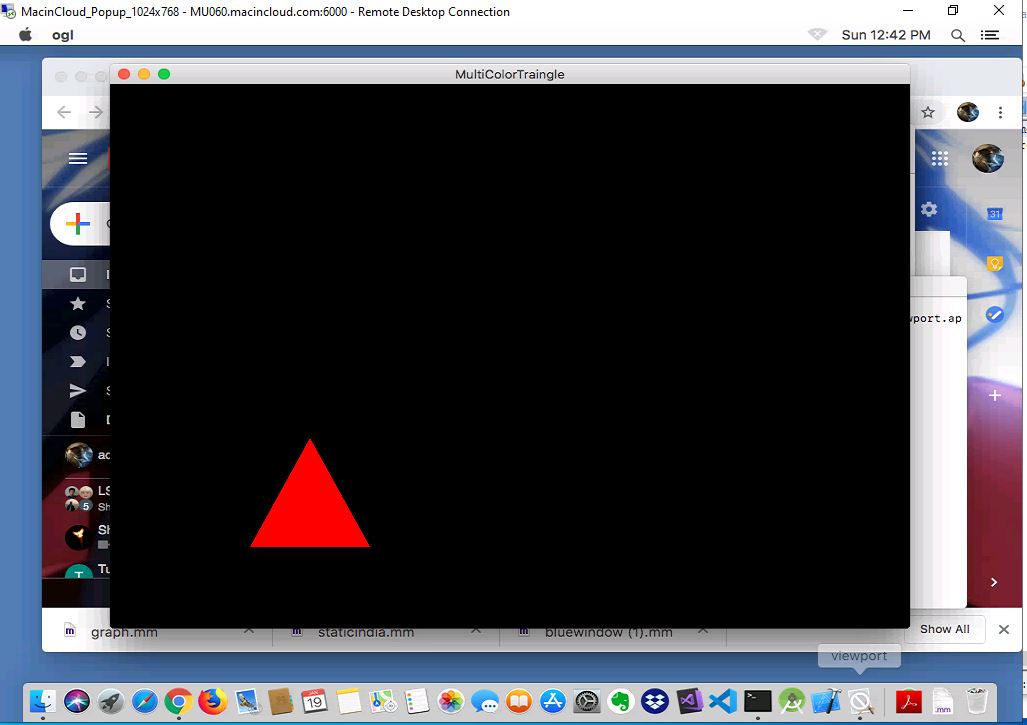 MacinCloud_Popup_1024x768 - MU060.macincloud.com:6000 - Remote Desktop Connection
ogl
Sun 12:42 PM
MultiColorTraingle
31
wport.ap
ac
LS
5
Sh
Sh
T
Tu
graph.mm
staticindia.mm
bluewindow (1).mm
Show All
viewport
JAN
19
.mm